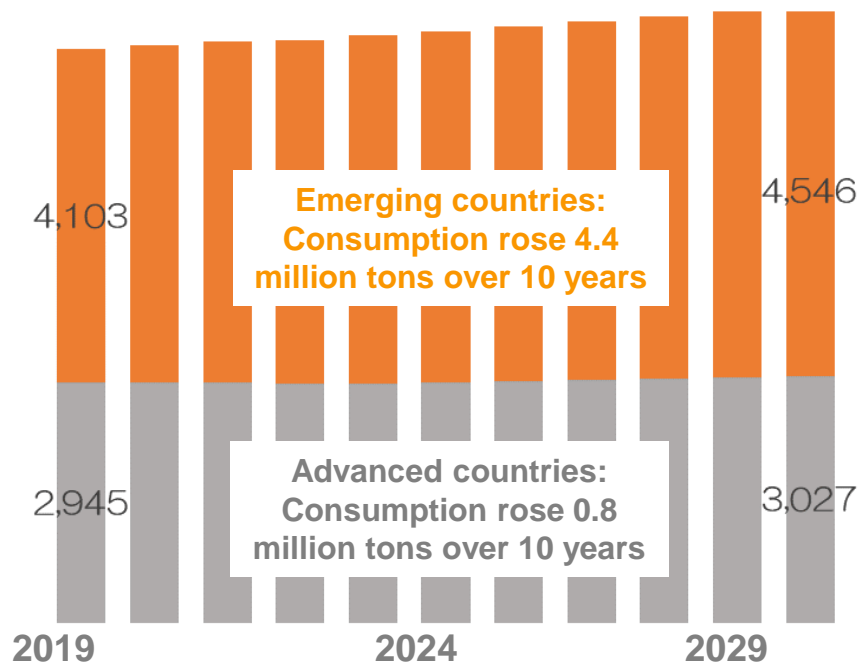 4,103
4,546
Emerging countries:
Consumption rose 4.4
million tons over 10 years
2,945
3,027
Advanced countries:
Consumption rose 0.8
million tons over 10 years
2019
2024
2029